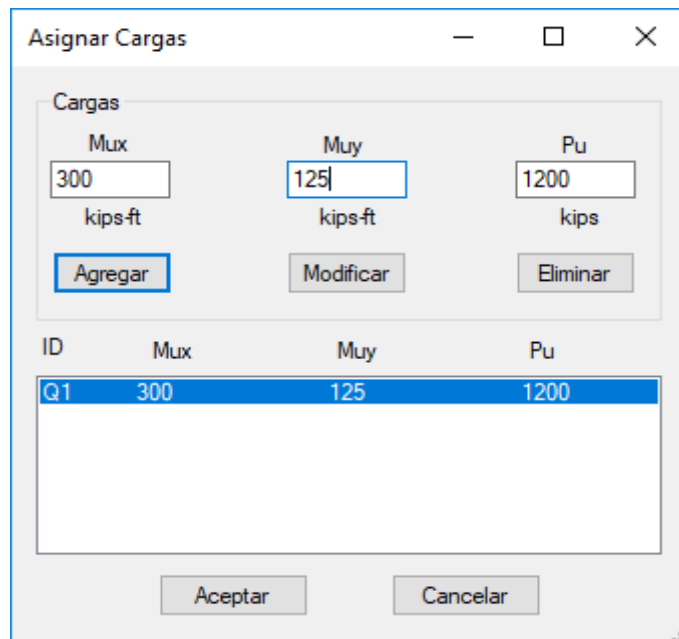 Asignar Cargas
Cargas
Mux Muy Pu
300 125 1200
kips-ft kips-ft kips
Agregar Modificar Eliminar
ID Mux Muy Pu
Q1 300 125 1200
Aceptar Cancelar